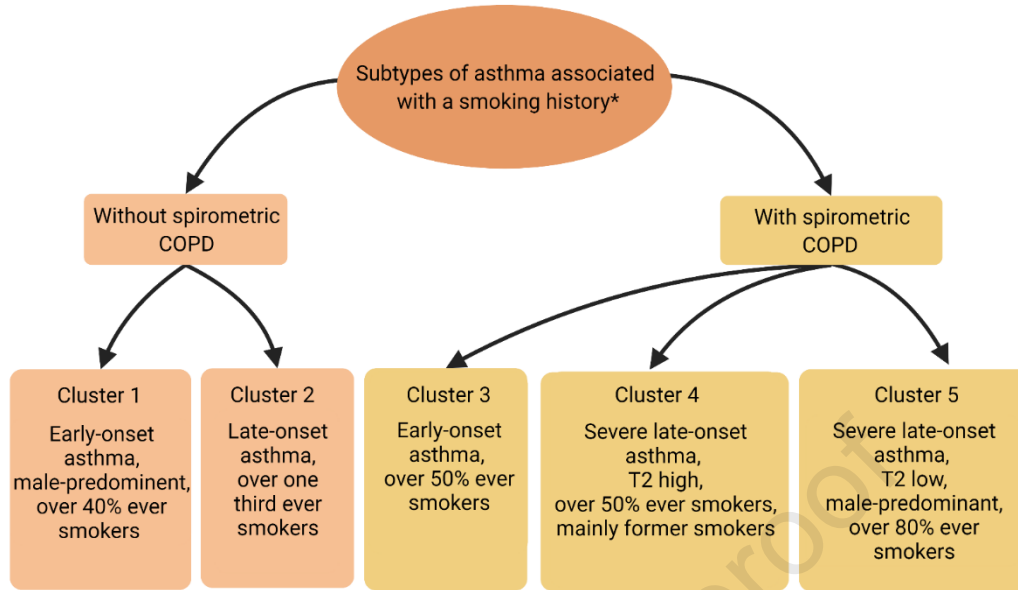 Subtypes of asthma associated
with a smoking history*
Without spirometric
COPD
With spirometric
COPD
Cluster 1
Early-onset
asthma,
male-predominent,
over 40% ever
smokers
Cluster 2
Late-onset
asthma,
over one
third ever
smokers
Cluster 3
Early-onset
asthma,
over 50% ever
smokers
Cluster 4
Severe late-onset
asthma,
T2 high,
over 50% ever smokers,
mainly former smokers
Cluster 5
Severe late-onset
asthma,
T2 low,
male-predominant,
over 80% ever
smokers
roof